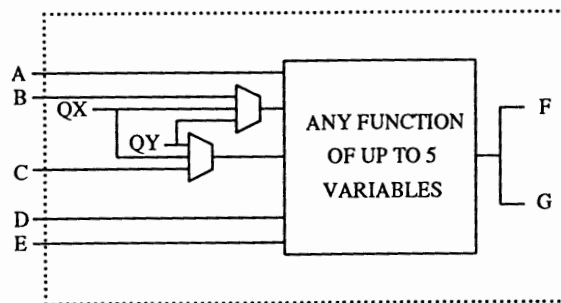 A
B
QX
QY
C
D
E
ANY FUNCTION
OF UP TO 5
VARIABLES
F
G